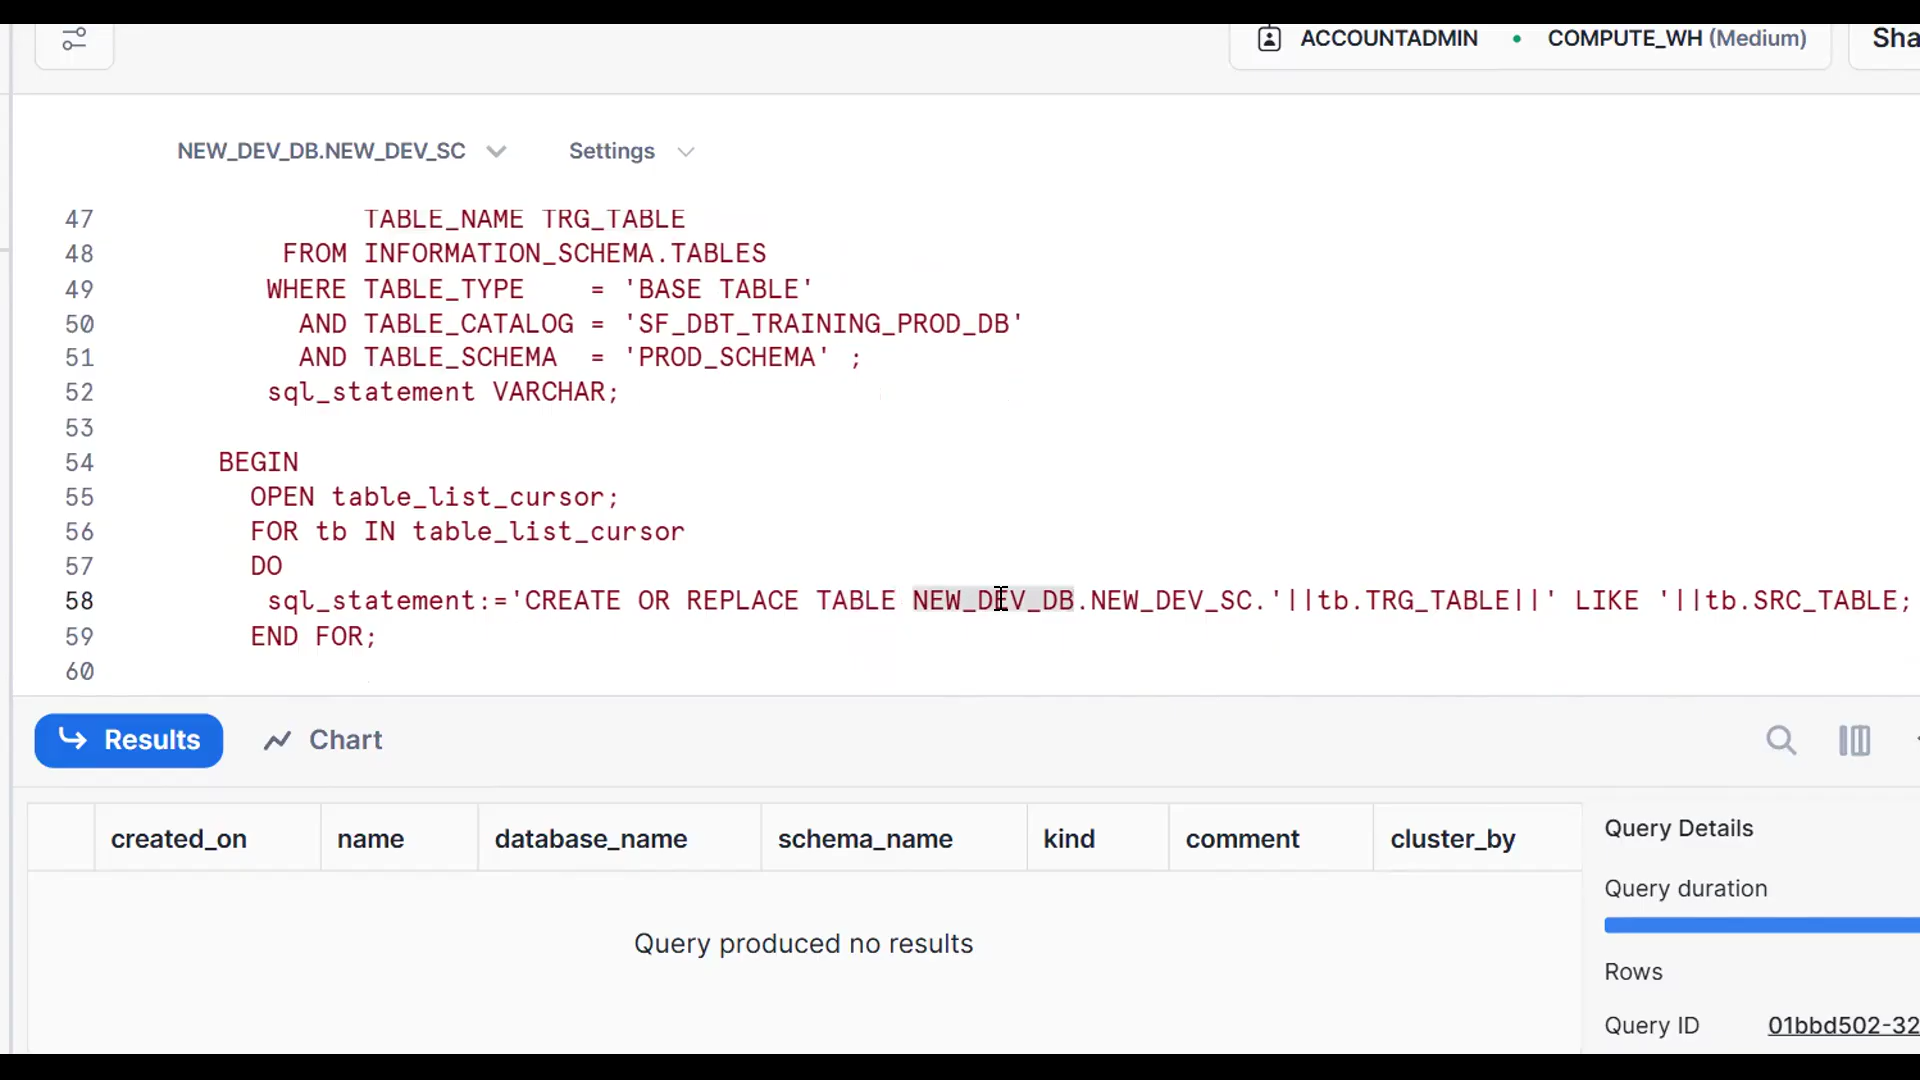 ACCOUNTADMIN • COMPUTE_WH (Medium)
Sha
NEW_DEV_DB.NEW_DEV_SC
Settings
47 TABLE_NAME TRG_TABLE
48 FROM INFORMATION_SCHEMA.TABLES
49 WHERE TABLE_TYPE = 'BASE TABLE'
50 AND TABLE_CATALOG = 'SF_DBT_TRAINING_PROD_DB'
51 AND TABLE_SCHEMA = 'PROD_SCHEMA' ;
52 sql_statement VARCHAR;
53
54 BEGIN
55 OPEN table_list_cursor;
56 FOR tb IN table_list_cursor
57 DO
58 sql_statement:='CREATE OR REPLACE TABLE NEW_DEV_DB.NEW_DEV_SC.'||tb.TRG_TABLE||' LIKE '||tb.SRC_TABLE;
59 END FOR;
60
Results Chart
created_on name database_name schema_name kind comment cluster_by
Query produced no results
Query Details
Query duration
Rows
Query ID 01bbd502-32